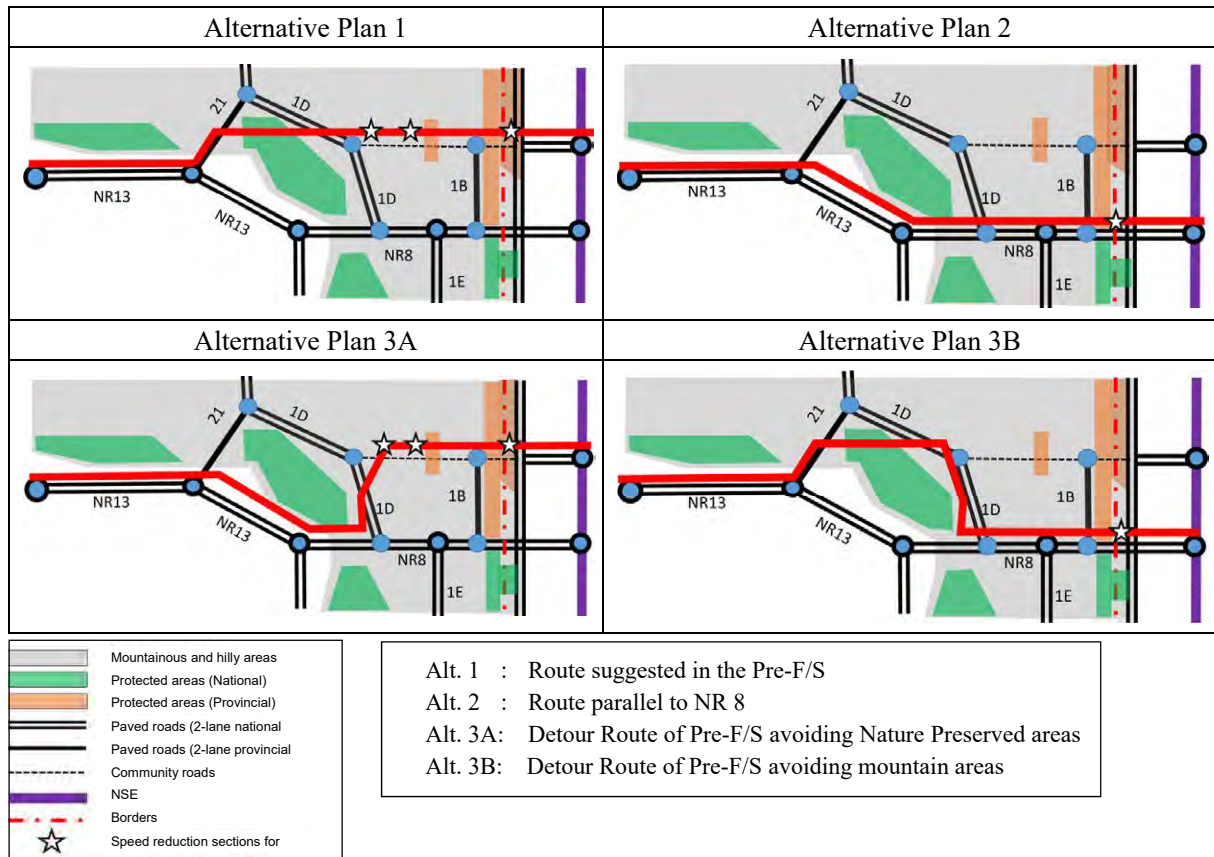 Alternative Plan 1
Alternative Plan 2
21
1D
1D
1B
NR13
NR13
NR8
1E
21
1D
1D
1B
NR13
NR13
NR8
1E
Alternative Plan 3A
Alternative Plan 3B
21
1D
1D
1B
NR13
NR13
NR8
1E
21
1D
1D
1B
NR13
NR13
NR8
1E
Mountainous and hilly areas
Protected areas (National)
Protected areas (Provincial)
Paved roads (2-lane national
Paved roads (2-lane provincial
Community roads
NSE
Borders
Speed reduction sections for
Alt. 1 : Route suggested in the Pre-F/S
Alt. 2 : Route parallel to NR 8
Alt. 3A: Detour Route of Pre-F/S avoiding Nature Preserved areas
Alt. 3B: Detour Route of Pre-F/S avoiding mountain areas